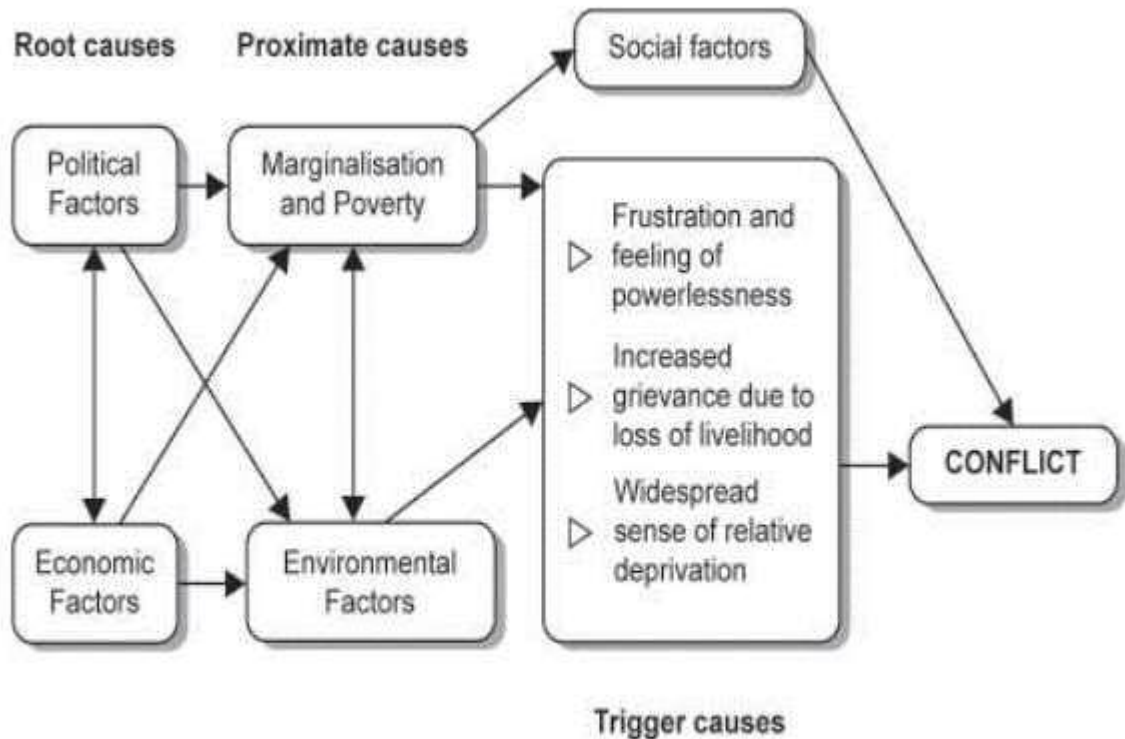 Root causes
Proximate causes
Social factors
Political
Factors
Marginalisation
and Poverty
Frustration and
feeling of
powerlessness
Increased
grievance due to
loss of livelihood
Widespread
sense of relative
deprivation
CONFLICT
Economic
Factors
Environmental
Factors
Trigger causes